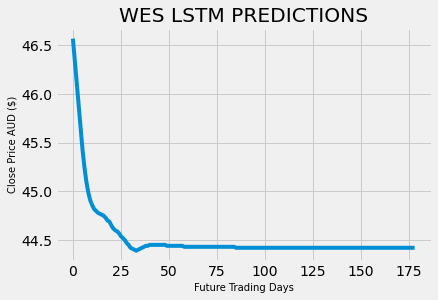 WES LSTM PREDICTIONS
46.5
46.0
45.5
45.0
44.5
Close Price AUD ($)
0 25 50 75 100 125 150 175
Future Trading Days